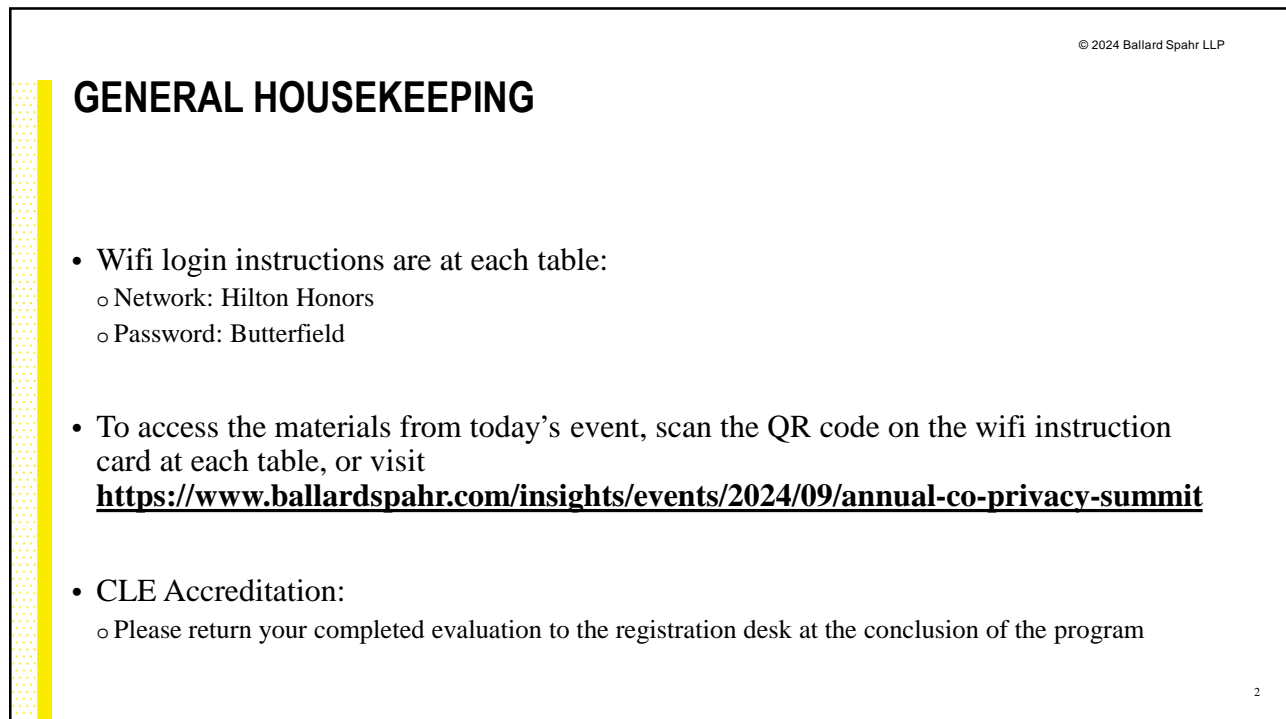 © 2024 Ballard Spahr LLP
GENERAL HOUSEKEEPING
• Wifi login instructions are at each table:
o Network: Hilton Honors
o Password: Butterfield
• To access the materials from today’s event, scan the QR code on the wifi instruction
card at each table, or visit
https://www.ballardspahr.com/insights/events/2024/09/annual-co-privacy-summit
• CLE Accreditation:
o Please return your completed evaluation to the registration desk at the conclusion of the program
2